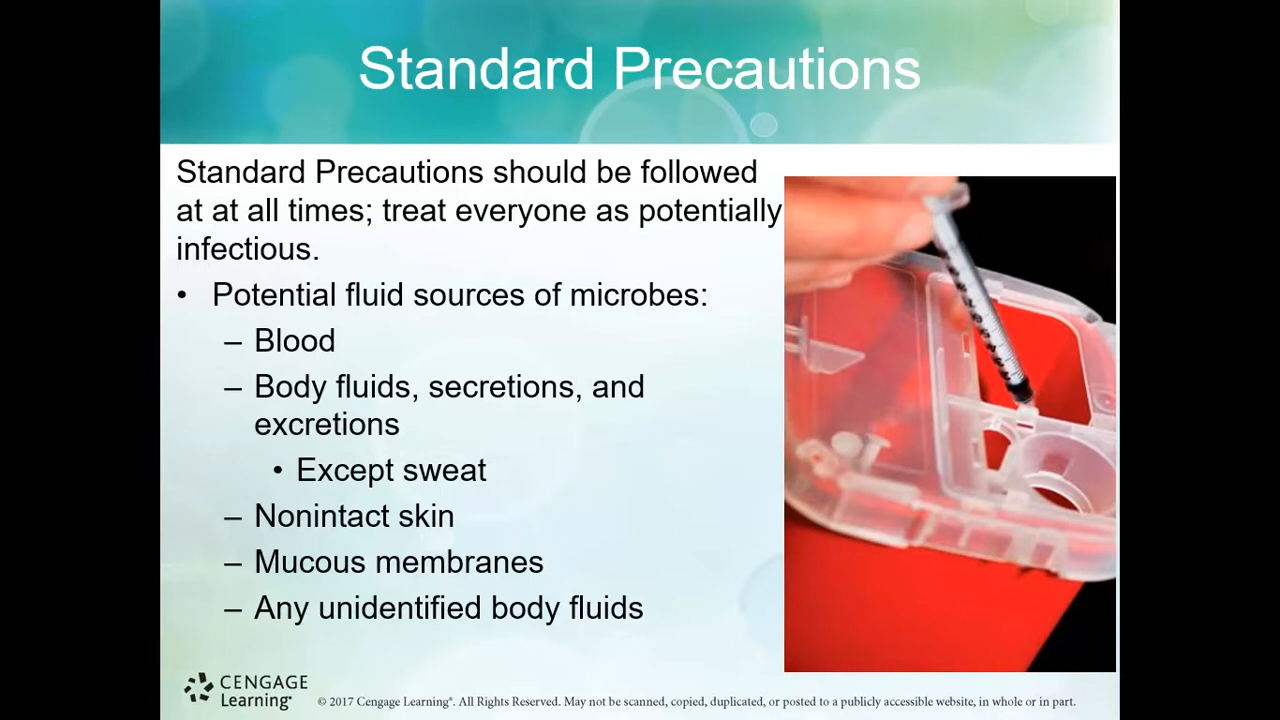 Standard Precautions
Standard Precautions should be followed
at at all times; treat everyone as potentially
infectious.
• Potential fluid sources of microbes:
– Blood
– Body fluids, secretions, and
excretions
• Except sweat
– Nonintact skin
– Mucous membranes
– Any unidentified body fluids
CENGAGE
Learning™
© 2017 Cengage Learning®. All Rights Reserved. May not be scanned, copied, duplicated, or posted to a publicly accessible website, in whole or in part.